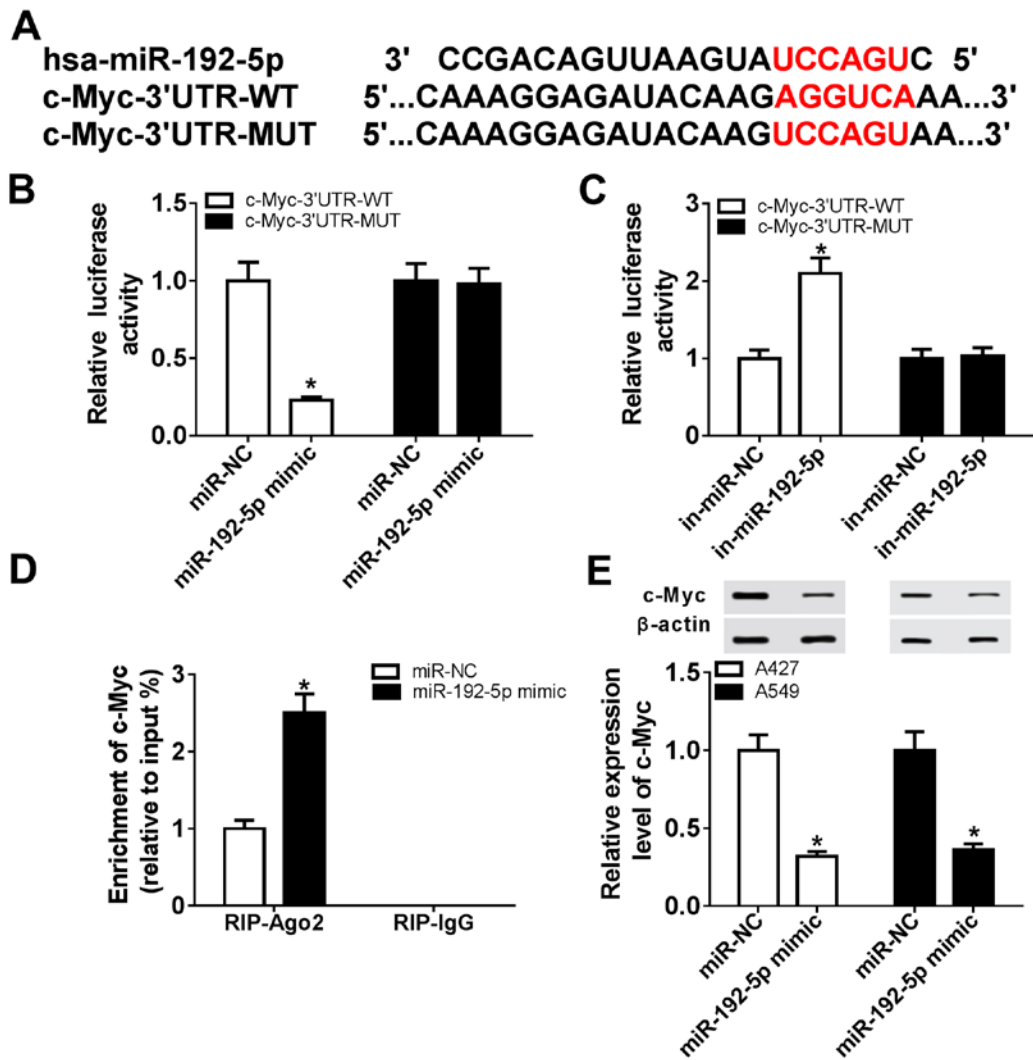 A
hsa-miR-192-5p 3' CCGACAGUUAAGUAUCCAGUC 5'
c-Myc-3'UTR-WT 5'...CAAAGGAGAUACAAGAGGUCAAA...3'
c-Myc-3'UTR-MUT 5'...CAAAGGAGAUACAAGUCCAGUAA...3'
B
c-Myc-3'UTR-WT
c-Myc-3'UTR-MUT
Relative luciferase
activity
1.5
1.0
0.5
0.0
*
miR-NC
miR-192-5p mimic
miR-NC
miR-192-5p mimic
C
c-Myc-3'UTR-WT
c-Myc-3'UTR-MUT
Relative luciferase
activity
3
2
1
0
*
in-miR-NC
in-miR-192-5p
in-miR-NC
in-miR-192-5p
D
miR-NC
miR-192-5p mimic
Enrichment of c-Myc
(relative to input %)
3
2
1
0
*
RIP-Ago2
RIP-IgG
E
c-Myc
β-actin
A427
A549
Relative expression
level of c-Myc
1.5
1.0
0.5
0.0
*
*
miR-NC
miR-192-5p mimic
miR-NC
miR-192-5p mimic